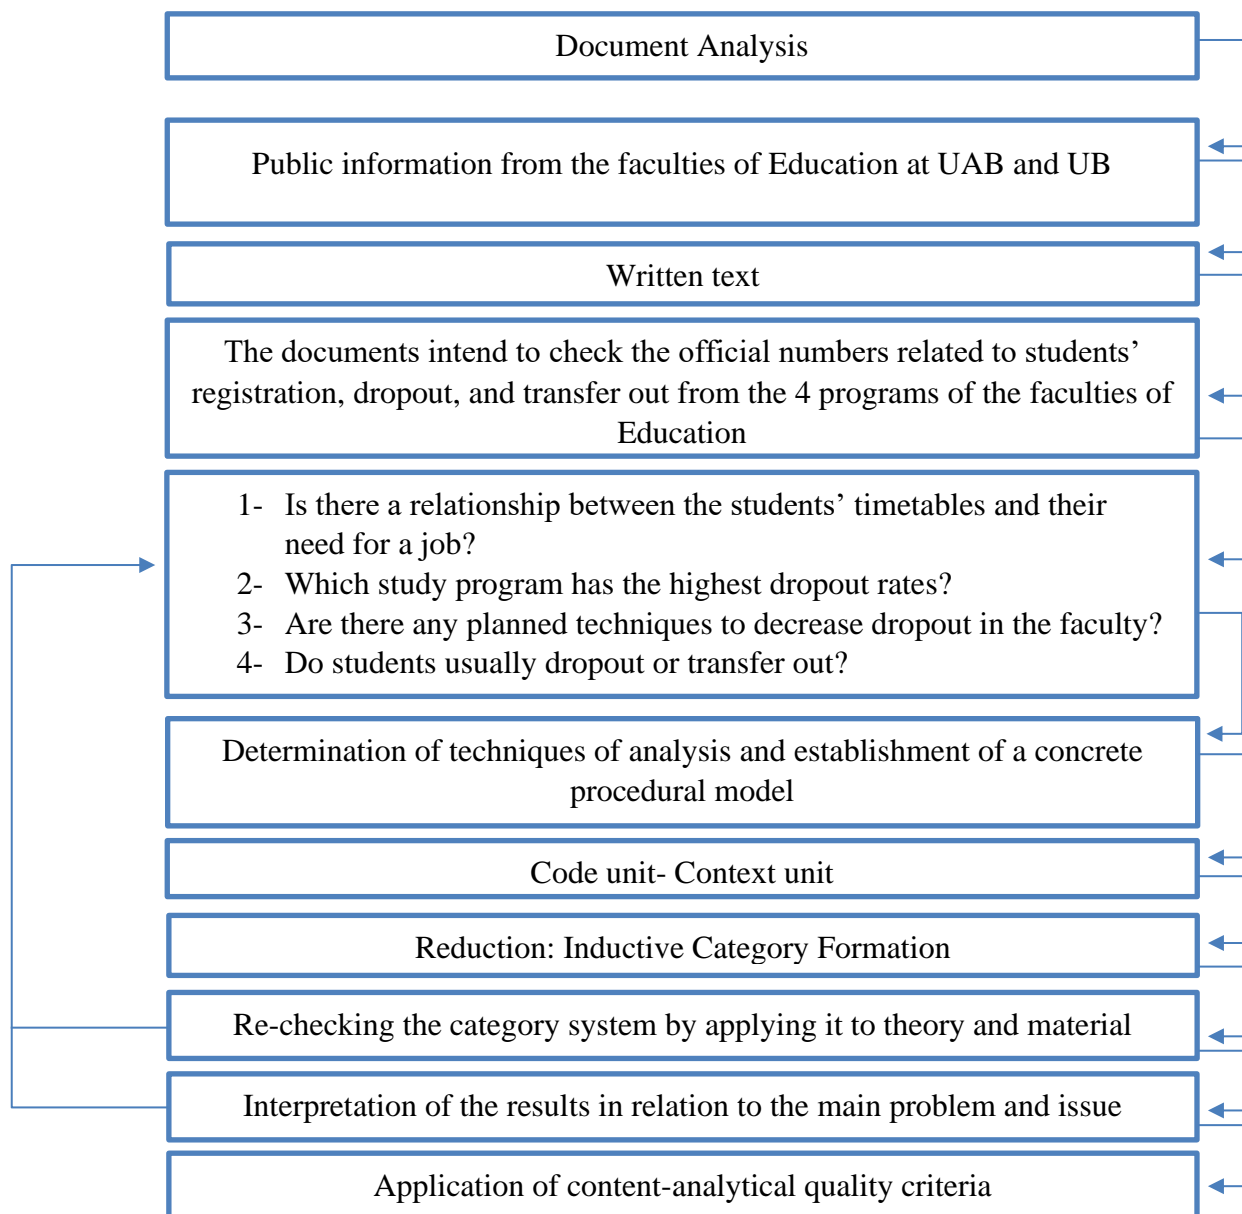 Document Analysis
Public information from the faculties of Education at UAB and UB
Written text
The documents intend to check the official numbers related to students’
registration, dropout, and transfer out from the 4 programs of the faculties of
Education
1- Is there a relationship between the students’ timetables and their
need for a job?
2- Which study program has the highest dropout rates?
3- Are there any planned techniques to decrease dropout in the faculty?
4- Do students usually dropout or transfer out?
Determination of techniques of analysis and establishment of a concrete
procedural model
Code unit- Context unit
Reduction: Inductive Category Formation
Re-checking the category system by applying it to theory and material
Interpretation of the results in relation to the main problem and issue
Application of content-analytical quality criteria